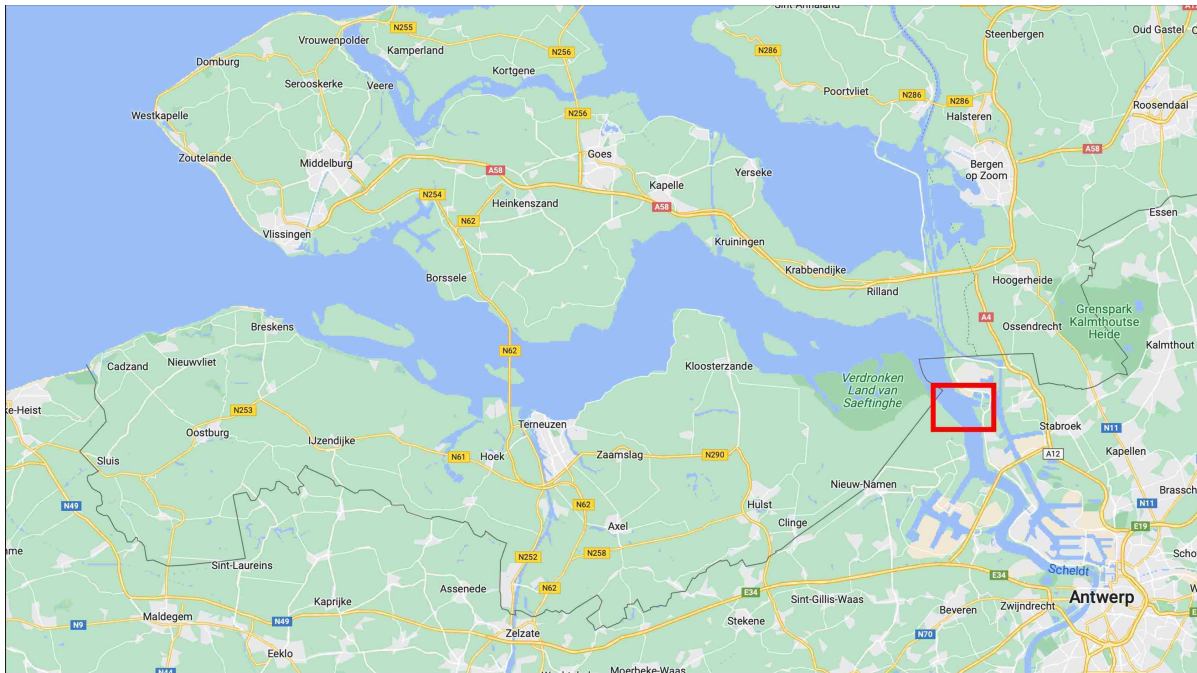 Sint Annaland
N255
Vrouwenpolder
Kamperland
N256
N286
Steenbergen
Oud Gastel
Domburg
Kortgene
Serooskerke
Veere
Poortvliet
N286
N286
Roosendaal
Westkapelle
N256
Halsteren
Zoutelande
Middelburg
Goes
A58
Bergen
op Zoom
A58
Kapelle
Yerseke
N254
Heinkenszand
A58
N62
Essen
Vlissingen
Kruiningen
Borssele
Krabbendijke
Rilland
Hoogerheide
Grenspark
Kalmthoutse
Heide
A4
Ossendrecht
Breskens
Kalmthout
N62
Cadzand
Nieuwvliet
Kloosterzande
Verdronken
Land van
Saeftinghe
ke-Heist
N253
Oostburg
Terneuzen
Stabroek
N11
IJzendijke
Zaamslag
N290
A12
Sluis
N61
Hoek
Kapellen
Nieuw-Namen
Brassch
N49
N62
Hulst
N11
Axel
Clinge
E19
me
N252
N258
Scho
Sint-Laureins
Scheldt
E34
Assenede
N62
E34
Antwerp
Kaprijke
Sint-Gillis-Waas
Beveren
Zwijndrecht
W
Maldegem
N49
N9
Stekene
Zelzate
N70
Eeklo
Moerbeke-Waas
N44